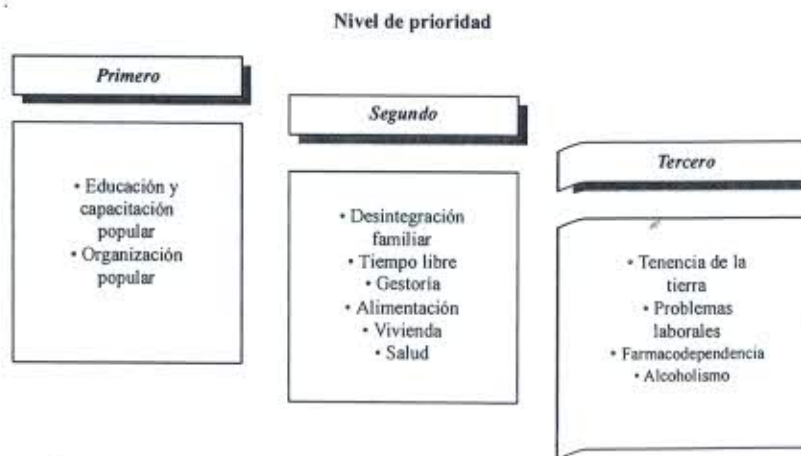 Nivel de prioridad
Primero
• Educación y
capacitación
popular
• Organización
popular
Segundo
• Desintegración
familiar
• Tiempo libre
• Gestoría
• Alimentación
• Vivienda
• Salud
Tercero
• Tenencia de la
tierra
• Problemas
laborales
• Farmacodependencia
• Alcoholismo